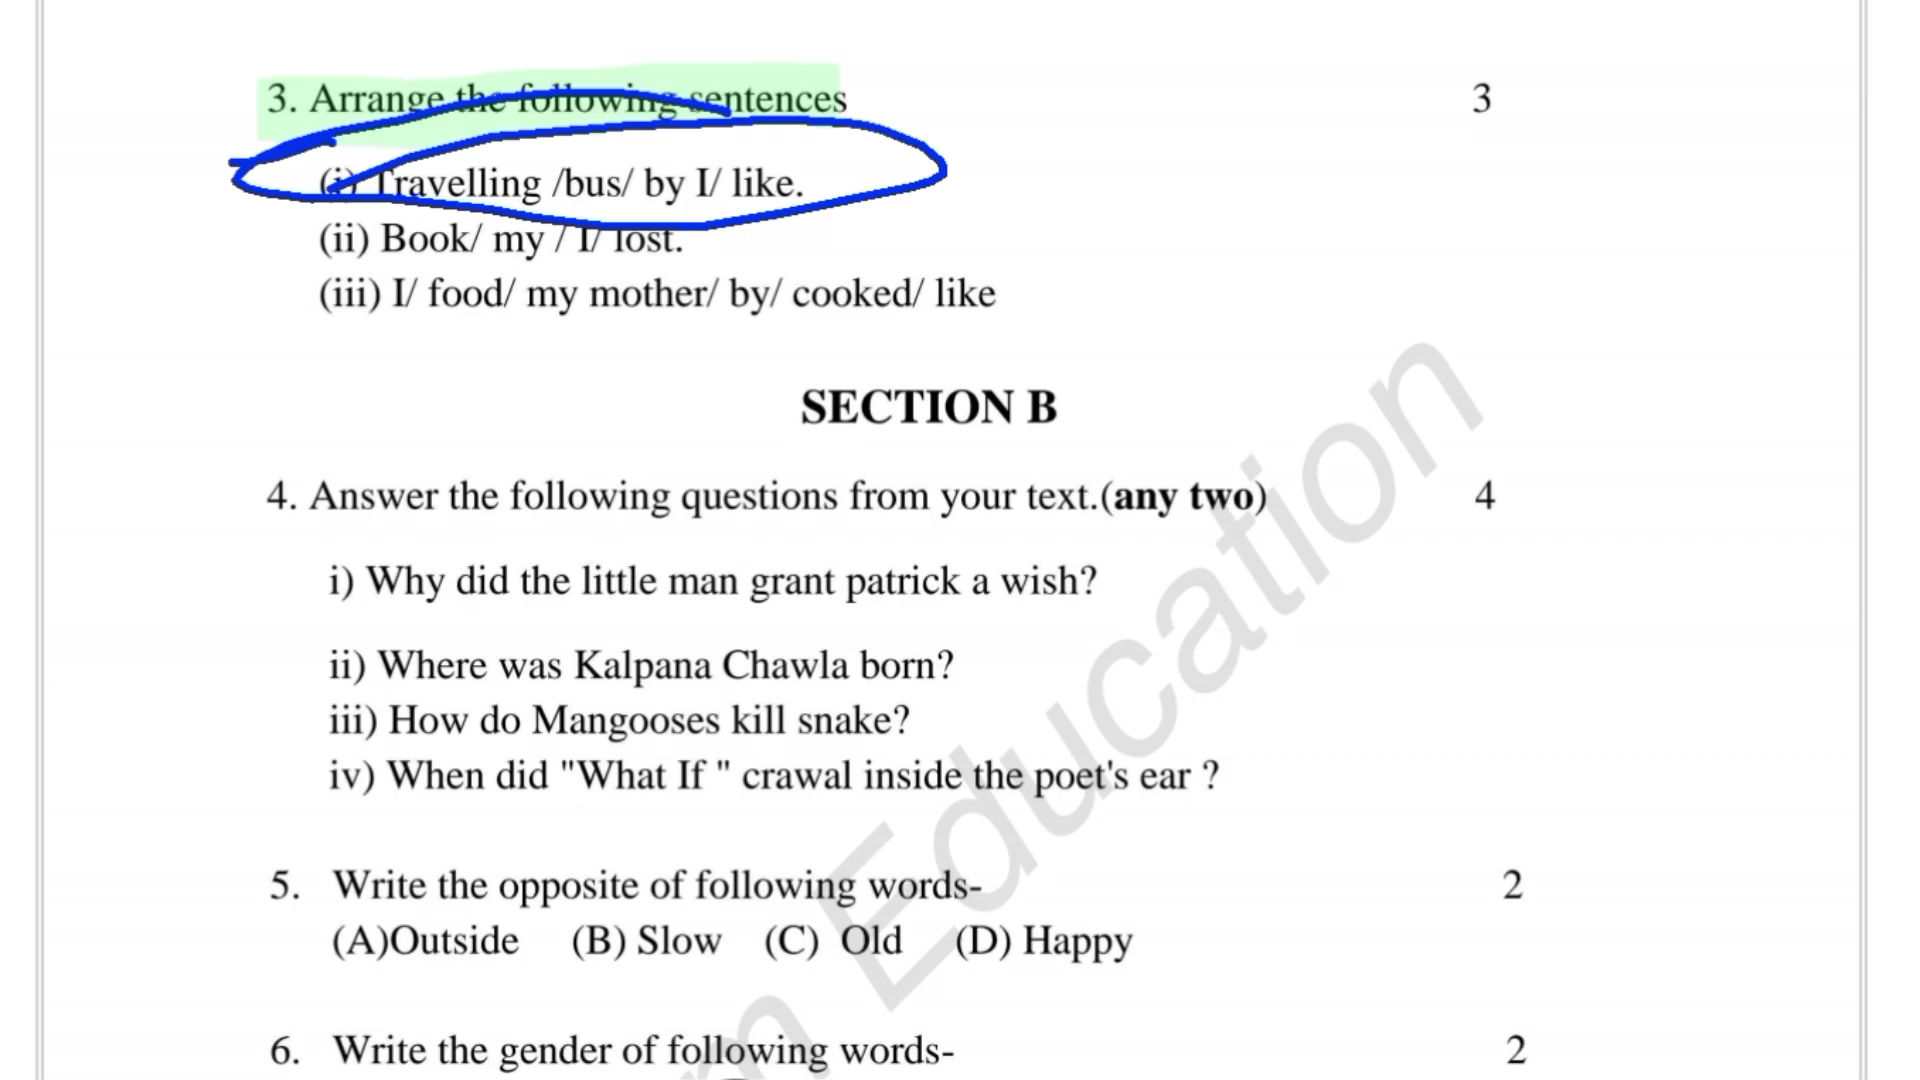 3. Arrange the following sentences 3
(i) Travelling /bus/ by I/ like.
(ii) Book/ my / I/ lost.
(iii) I/ food/ my mother/ by/ cooked/ like
SECTION B
4. Answer the following questions from your text.(any two) 4
i) Why did the little man grant patrick a wish?
ii) Where was Kalpana Chawla born?
iii) How do Mangooses kill snake?
iv) When did "What If " crawal inside the poet's ear ?
5. Write the opposite of following words- 2
(A)Outside (B) Slow (C) Old (D) Happy
6. Write the gender of following words- 2
Education